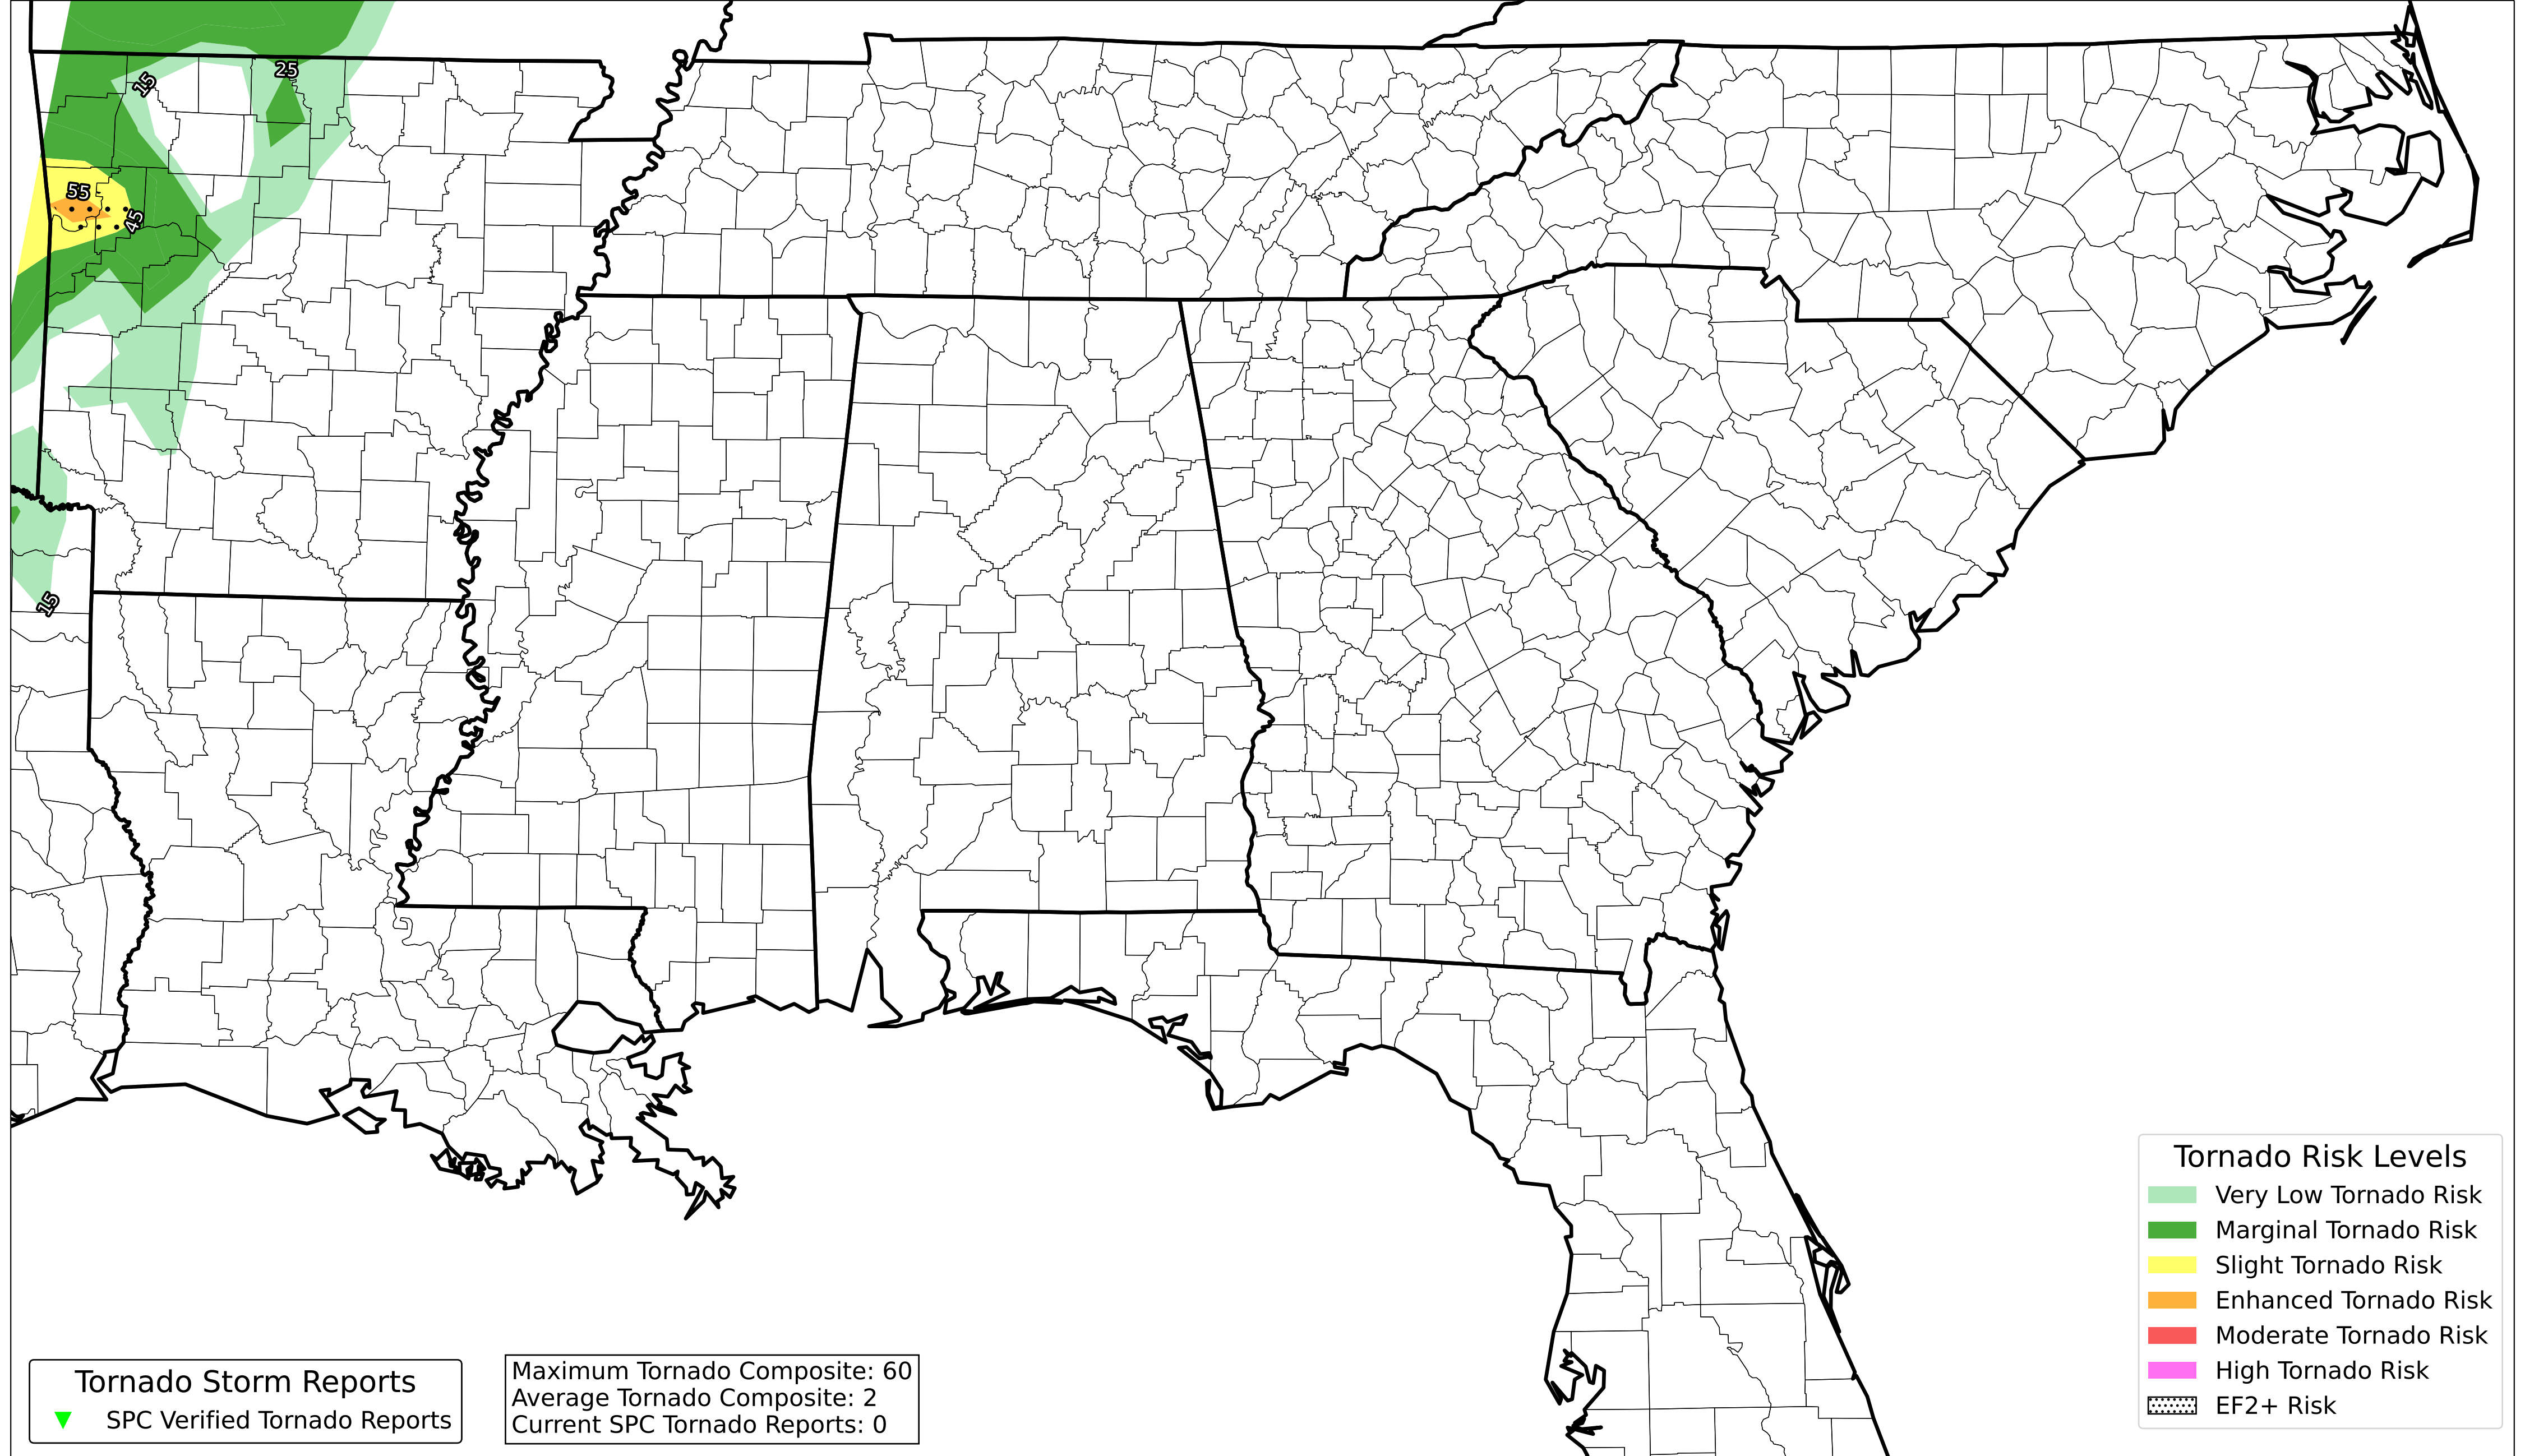 15
25
55
45
15
Tornado Risk Levels
Very Low Tornado Risk
Marginal Tornado Risk
Slight Tornado Risk
Enhanced Tornado Risk
Moderate Tornado Risk
High Tornado Risk
EF2+ Risk
Tornado Storm Reports
SPC Verified Tornado Reports
Maximum Tornado Composite: 60
Average Tornado Composite: 2
Current SPC Tornado Reports: 0